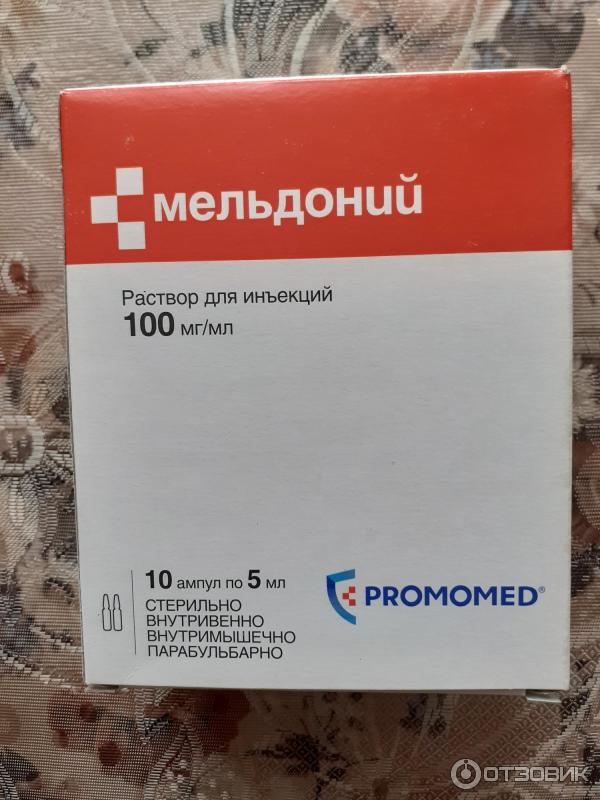 мельдоний
Раствор для инъекций
100 мг/мл
10 ампул по 5 мл
СТЕРИЛЬНО
ВНУТРИВЕННО
ВНУТРИМЫШЕЧНО
ПАРАБУЛЬБАРНО
PROMOMED®
ОТЗОВИК